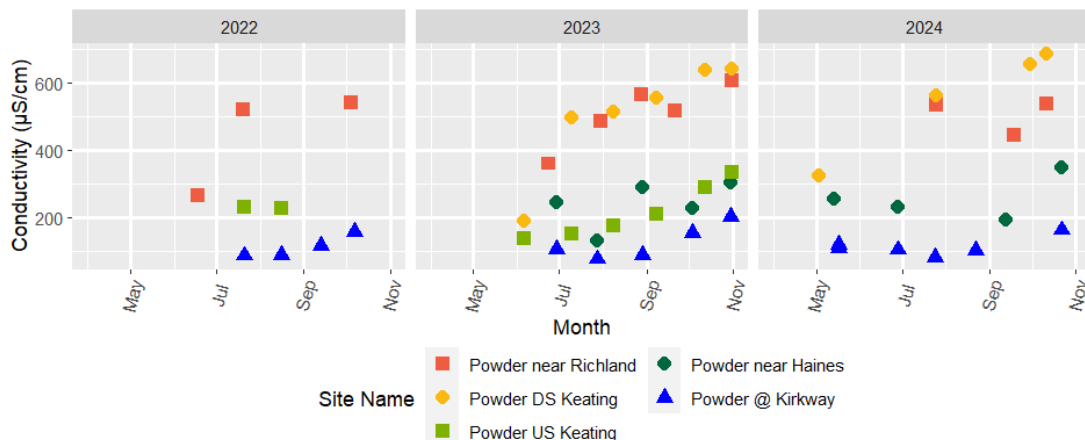 2022 2023 2024
Conductivity (µS/cm)
600
400
200
May Jul Sep Nov May Jul Sep Nov May Jul Sep Nov
Month
Site Name
Powder near Richland Powder near Haines
Powder DS Keating Powder @ Kirkway
Powder US Keating